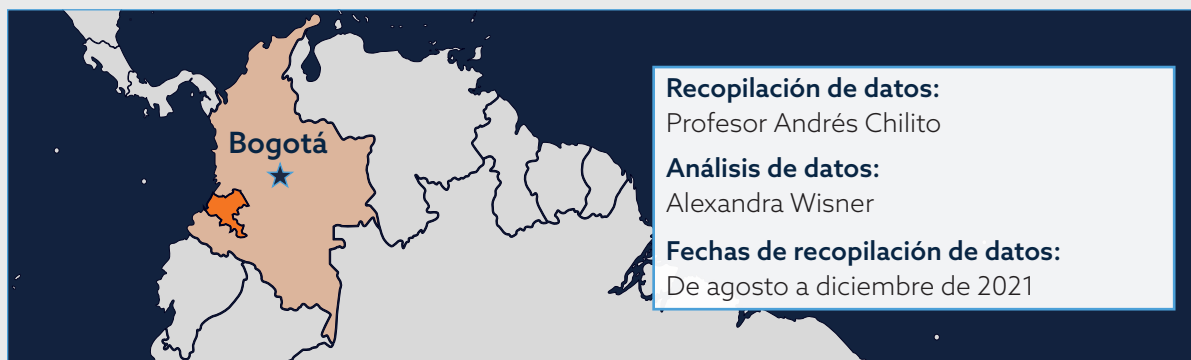 Bogotá
Recopilación de datos:
Profesor Andrés Chilito
Análisis de datos:
Alexandra Wisner
Fechas de recopilación de datos:
De agosto a diciembre de 2021